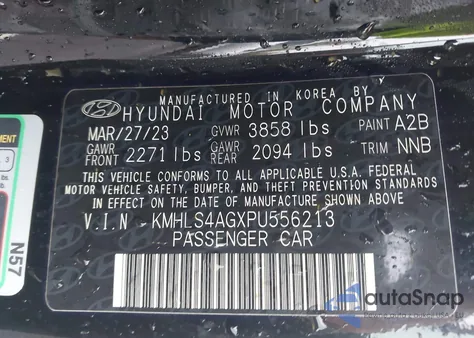 MANUFACTURED IN KOREA BY
HYUNDAI MOTOR COMPANY
MAR/27/23 GVWR 3858 lbs PAINT A2B
GAWR FRONT 2271 lbs GAWR REAR 2094 lbs TRIM NNB
THIS VEHICLE CONFORMS TO ALL APPLICABLE U.S.A. FEDERAL
MOTOR VEHICLE SAFETY, BUMPER, AND THEFT PREVENTION STANDARDS
IN EFFECT ON THE DATE OF MANUFACTURE SHOWN ABOVE
V.I.N - KMHLS4AGXPU556213
PASSENGER CAR
N57
autoSnap